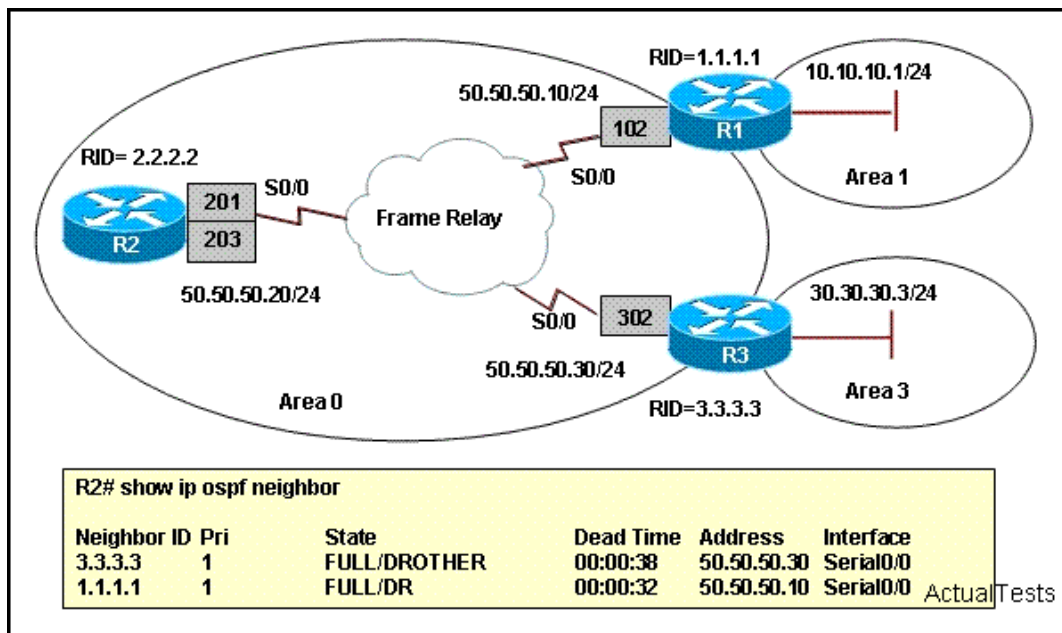 RID=1.1.1.1
10.10.10.1/24
50.50.50.10/24
102
R1
S0/0
Area 1
RID= 2.2.2.2
201
S0/0
203
R2
Frame Relay
50.50.50.20/24
30.30.30.3/24
S0/0
302
R3
50.50.50.30/24
Area 3
Area 0
RID=3.3.3.3
R2# show ip ospf neighbor
Neighbor ID Pri State Dead Time Address Interface
3.3.3.3 1 FULL/DROTHER 00:00:38 50.50.50.30 Serial0/0
1.1.1.1 1 FULL/DR 00:00:32 50.50.50.10 Serial0/0
ActualTests